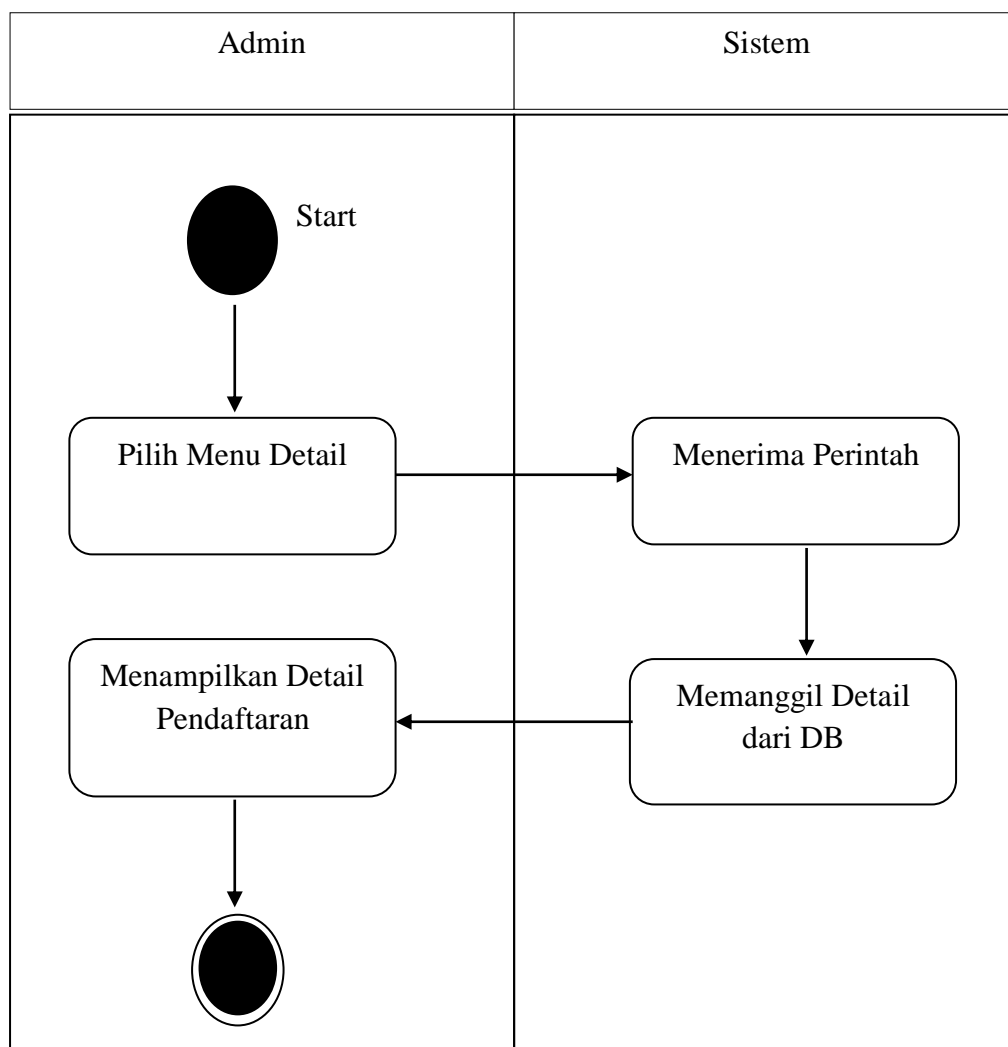 Admin
Sistem
Start
Pilih Menu Detail
Menerima Perintah
Menampilkan Detail
Pendaftaran
Memanggil Detail
dari DB